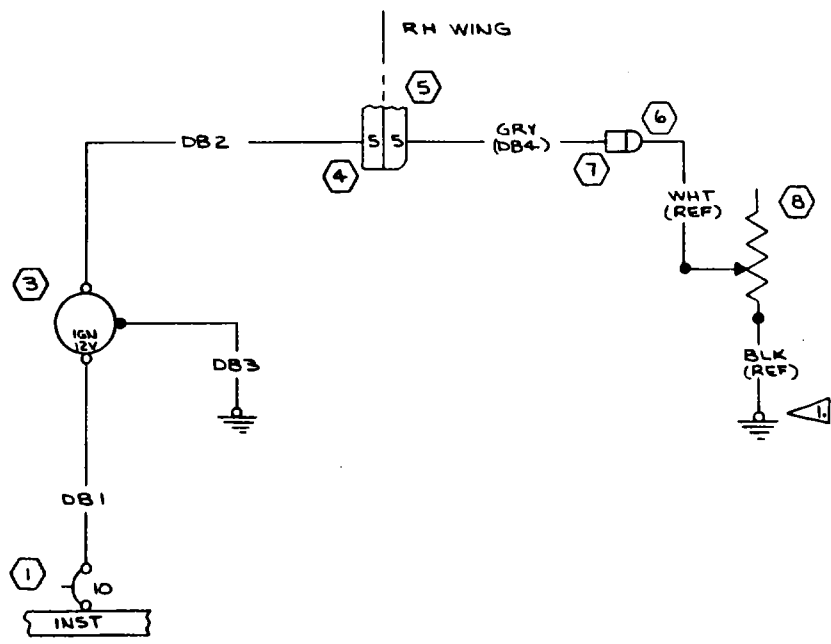 RH WING
5
6
DB2
5 5
GRY
(DB4)
4
7
WHT
(REF)
8
3
IGN
12V
DB3
BLK
(REF)
1.
DB1
1
10
INST